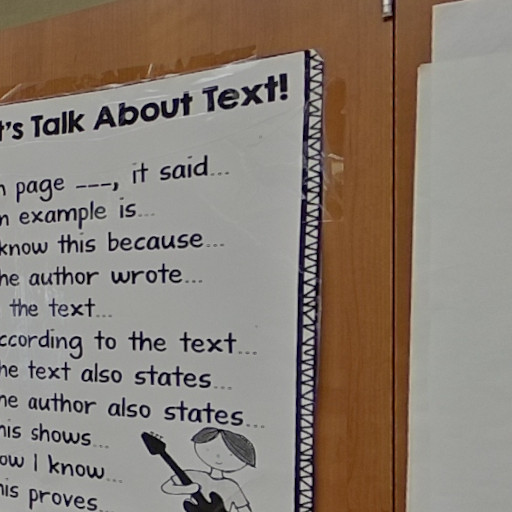 t's Talk About Text!
n page ___, it said...
n example is...
know this because...
he author wrote...
the text...
ccording to the text...
he text also states...
he author also states...
his shows...
ow I know...
his proves...